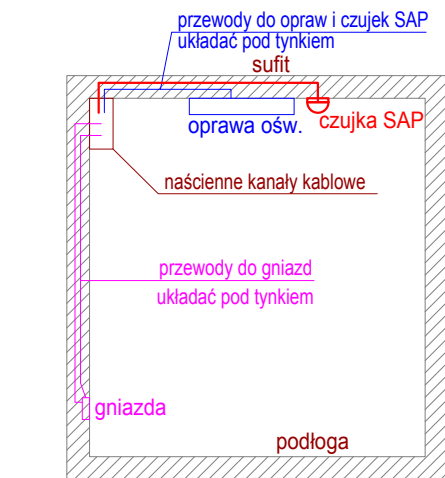 przewody do opraw i czujek SAP
układać pod tynkiem
sufit
oprawa ośw.
czujka SAP
naścienne kanały kablowe
przewody do gniazd
układać pod tynkiem
gniazda
podłoga